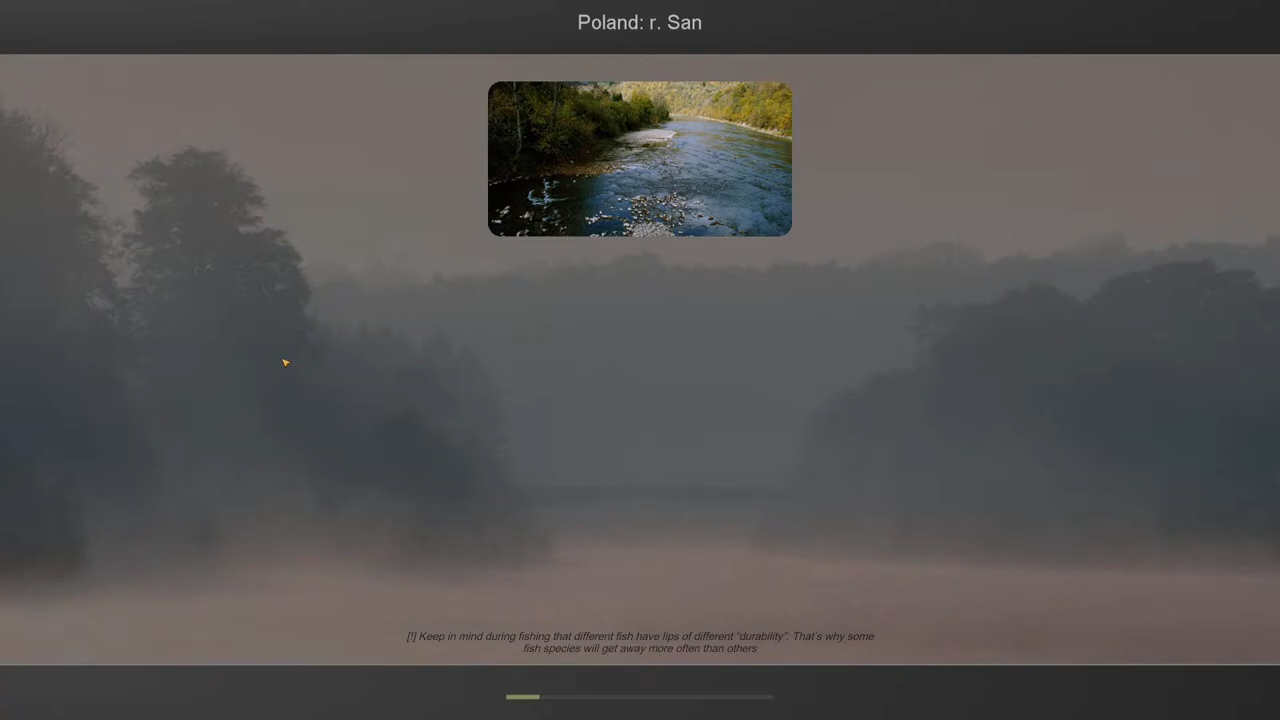 Poland: r. San
[!] Keep in mind during fishing that different fish have lips of different “durability”. That’s why some
fish species will get away more often than others